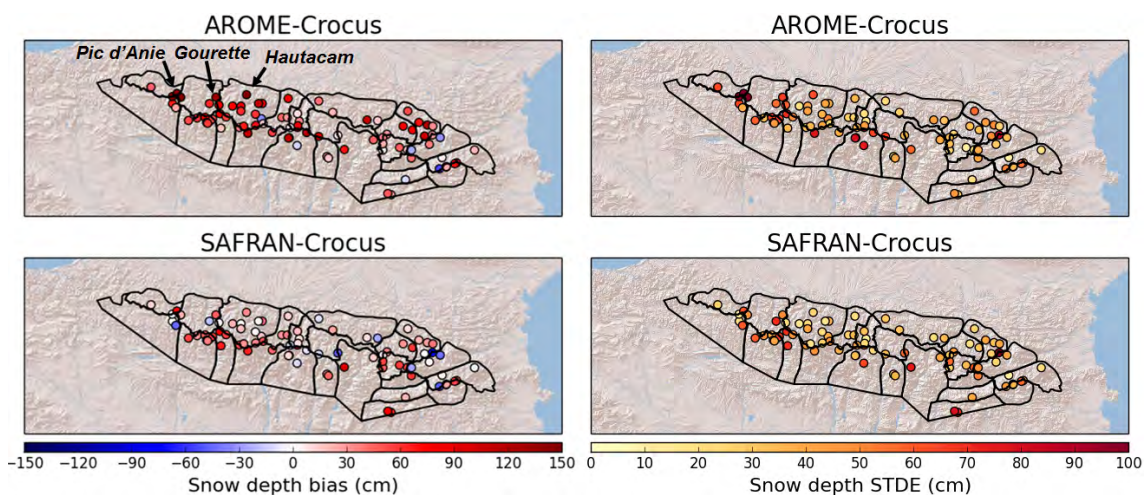 AROME-Crocus
AROME-Crocus
Pic d'Anie Gourette
Hautacam
SAFRAN-Crocus
SAFRAN-Crocus
−150 −120 −90 −60 −30 0 30 60 90 120 150
Snow depth bias (cm)
0 10 20 30 40 50 60 70 80 90 100
Snow depth STDE (cm)